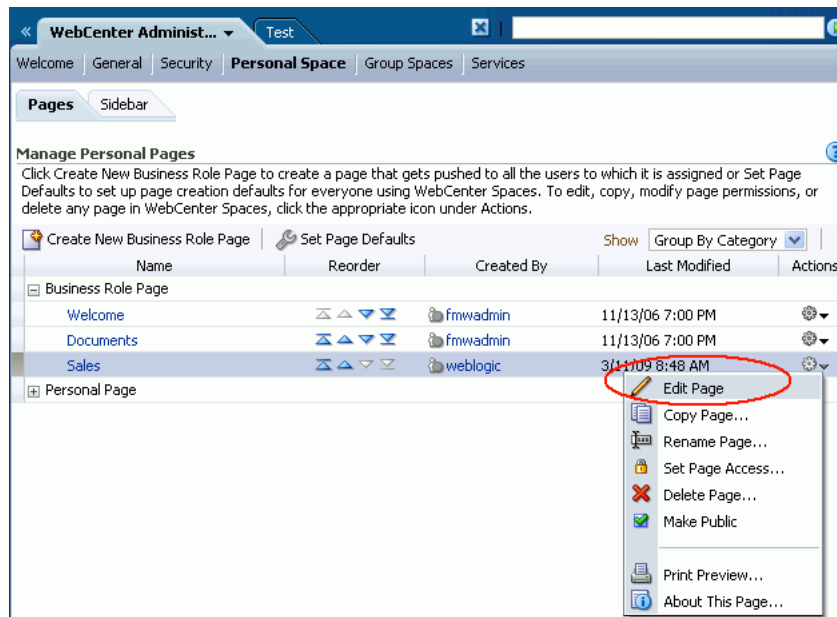 « WebCenter Administ... Test
Welcome General Security Personal Space Group Spaces Services
Pages Sidebar
Manage Personal Pages
Click Create New Business Role Page to create a page that gets pushed to all the users to which it is assigned or Set Page
Defaults to set up page creation defaults for everyone using WebCenter Spaces. To edit, copy, modify page permissions, or
delete any page in WebCenter Spaces, click the appropriate icon under Actions.
Create New Business Role Page Set Page Defaults Show Group By Category
Name Reorder Created By Last Modified Actions
Business Role Page
Welcome fmwadmin 11/13/06 7:00 PM
Documents fmwadmin 11/13/06 7:00 PM
Sales weblogic 3/11/09 8:48 AM
Personal Page
Edit Page
Copy Page...
Rename Page...
Set Page Access...
Delete Page...
Make Public
Print Preview...
About This Page...